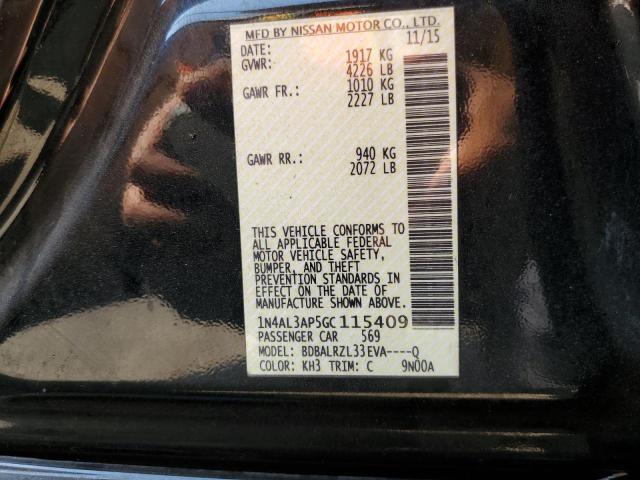 MFD BY NISSAN MOTOR CO., LTD.
DATE: 11/15
GVWR: 1917 KG
4226 LB
GAWR FR.: 1010 KG
2227 LB
GAWR RR.: 940 KG
2072 LB
THIS VEHICLE CONFORMS TO
ALL APPLICABLE FEDERAL
MOTOR VEHICLE SAFETY,
BUMPER, AND THEFT
PREVENTION STANDARDS IN
EFFECT ON THE DATE OF
MANUFACTURE SHOWN ABOVE.
1N4AL3AP5GC115409
PASSENGER CAR 569
MODEL: BDBALRZL33EVA----Q
COLOR: KH3 TRIM: C 9N00A